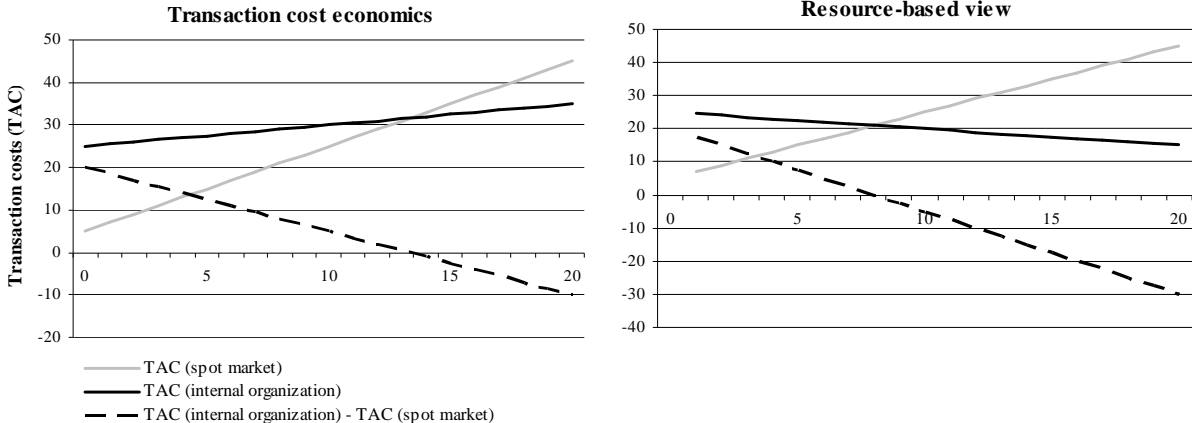 Transaction cost economics
Transaction costs (TAC)
50
40
30
20
10
0
-10
-20
0 5 10 15 20
TAC (spot market)
TAC (internal organization)
TAC (internal organization) - TAC (spot market)
Resource-based view
50
40
30
20
10
0
-10
-20
-30
-40
0 5 10 15 20